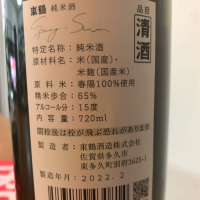 東鶴 純米酒
品目
清酒
特定名称：純米酒
原材料名：米(国産)・
米麹(国産米)
原料米：春陽100%使用
精米歩合：65%
アルコール分：15度
内容量：720ml
開栓後は栓が飛ぶ恐れがあります
製造者：東鶴酒造株式会社
佐賀県多久市
東多久町別府3625-1
製造年月 2022.2